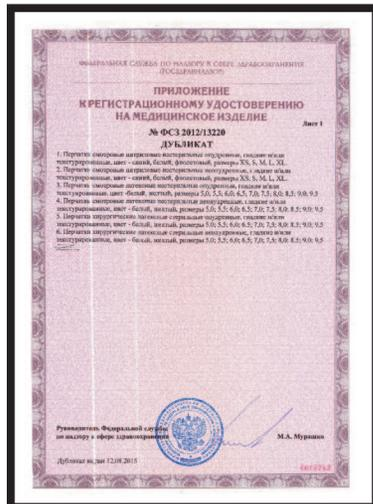 ФЕДЕРАЛЬНАЯ СЛУЖБА ПО НАДЗОРУ В СФЕРЕ ЗДРАВООХРАНЕНИЯ
(РОСЗДРАВНАДЗОР)
ПРИЛОЖЕНИЕ
К РЕГИСТРАЦИОННОМУ УДОСТОВЕРЕНИЮ
НА МЕДИЦИНСКОЕ ИЗДЕЛИЕ
Лист 1
№ ФСЗ 2012/13220
ДУБЛИКАТ
1. Перчатки смотровые нитриловые нестерильные опудренные, гладкие и/или
текстурированные, цвет - синий, белый, фиолетовый, размеры XS, S, M, L, XL.
2. Перчатки смотровые нитриловые нестерильные неопудренные, гладкие и/или
текстурированные, цвет - синий, белый, фиолетовый, размеры XS, S, M, L, XL.
3. Перчатки смотровые латексные нестерильные опудренные, гладкие и/или
текстурированные, цвет - белый, желтый, размеры 5,0; 5,5; 6,0; 6,5; 7,0; 7,5; 8,0; 8,5; 9,0; 9,5
4. Перчатки смотровые латексные нестерильные неопудренные, гладкие и/или
текстурированные, цвет - белый, желтый, размеры 5,0; 5,5; 6,0; 6,5; 7,0; 7,5; 8,0; 8,5; 9,0; 9,5
5. Перчатки хирургические латексные стерильные опудренные, гладкие и/или
текстурированные, цвет - белый, желтый, размеры 5,0; 5,5; 6,0; 6,5; 7,0; 7,5; 8,0; 8,5; 9,0; 9,5
6. Перчатки хирургические латексные стерильные неопудренные, гладкие и/или
текстурированные, цвет - белый, желтый, размеры 5,0; 5,5; 6,0; 6,5; 7,0; 7,5; 8,0; 8,5; 9,0; 9,5
Руководитель Федеральной службы
по надзору в сфере здравоохранения
М.А. Мурашко
Дубликат выдан 12.08.2015